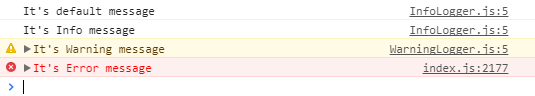 It's default message InfoLogger.js:5
It's Info message InfoLogger.js:5
It's Warning message WarningLogger.js:5
It's Error message index.js:2177